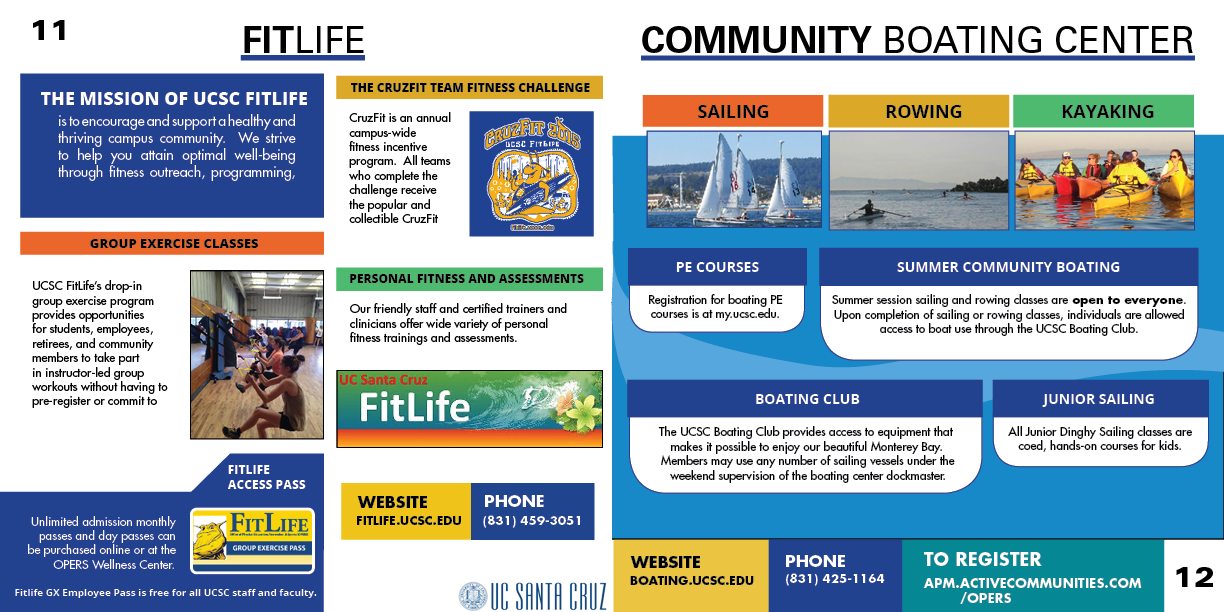 11
FITLIFE
THE MISSION OF UCSC FITLIFE
is to encourage and support a healthy and
thriving campus community. We strive
to help you attain optimal well-being
through fitness outreach, programming,
GROUP EXERCISE CLASSES
UCSC FitLife's drop-in
group exercise program
provides opportunities
for students, employees,
retirees, and community
members to take part
in instructor-led group
workouts without having to
pre-register or commit to
FITLIFE
ACCESS PASS
Unlimited admission monthly
passes and day passes can
be purchased online or at the
OPERS Wellness Center.
FITLIFE
GROUP EXERCISE PASS
Fitlife GX Employee Pass is free for all UCSC staff and faculty.
THE CRUZFIT TEAM FITNESS CHALLENGE
CruzFit is an annual
campus-wide
fitness incentive
program. All teams
who complete the
challenge receive
the popular and
collectible CruzFit
CRUZFIT 2015
UCSC FITLIFE
PERSONAL FITNESS AND ASSESSMENTS
Our friendly staff and certified trainers and
clinicians offer wide variety of personal
fitness trainings and assessments.
UC Santa Cruz
FitLife
WEBSITE
FITLIFE.UCSC.EDU
PHONE
(831) 459-3051
UC SANTA CRUZ
COMMUNITY BOATING CENTER
SAILING
ROWING
KAYAKING
PE COURSES
Registration for boating PE
courses is at my.ucsc.edu.
SUMMER COMMUNITY BOATING
Summer session sailing and rowing classes are open to everyone.
Upon completion of sailing or rowing classes, individuals are allowed
access to boat use through the UCSC Boating Club.
BOATING CLUB
The UCSC Boating Club provides access to equipment that
makes it possible to enjoy our beautiful Monterey Bay.
Members may use any number of sailing vessels under the
weekend supervision of the boating center dockmaster.
JUNIOR SAILING
All Junior Dinghy Sailing classes are
coed, hands-on courses for kids.
WEBSITE
BOATING.UCSC.EDU
PHONE
(831) 425-1164
TO REGISTER
APM.ACTIVECOMMUNITIES.COM
/OPERS
12